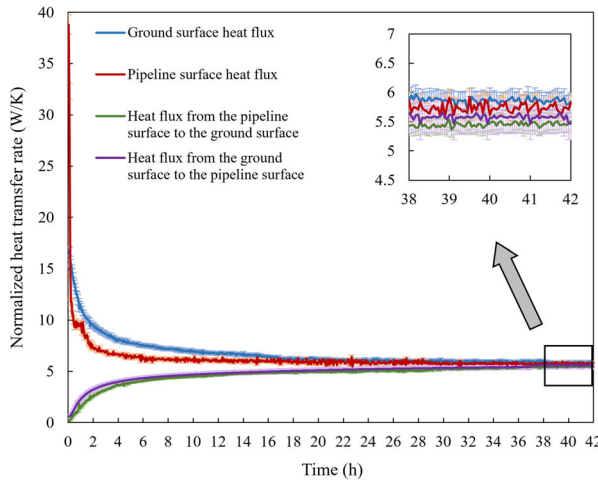 Normalized heat tramsfer rate (W/K)
40
35
30
25
20
15
10
5
0
Ground surface heat flux
Pipeline surface heat flux
Heat flux from the pipeline
surface to the ground surface
Heat flux from the ground
surface to the pipeline surface
7
6.5
6
5.5
5
4.5
38 39 40 41 42
0 2 4 6 8 10 12 14 16 18 20 22 24 26 28 30 32 34 36 38 40 42
Time (h)